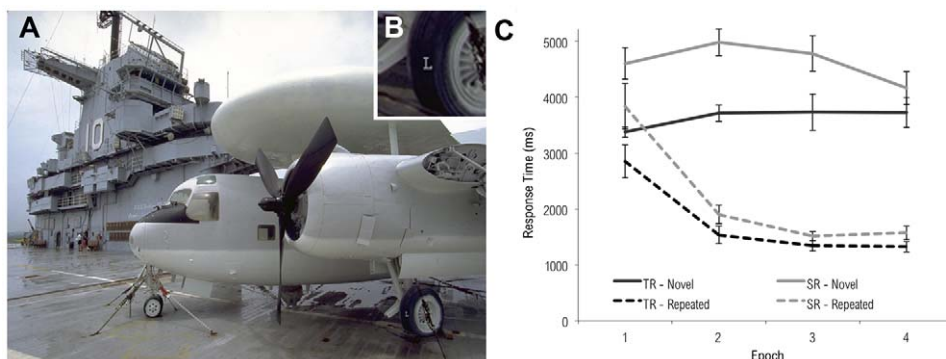 A
B
L
10
L
C
Response Time (ms)
5000
4000
3000
2000
1000
0
TR - Novel
SR - Novel
TR - Repeated
SR - Repeated
1
2
3
4
Epoch